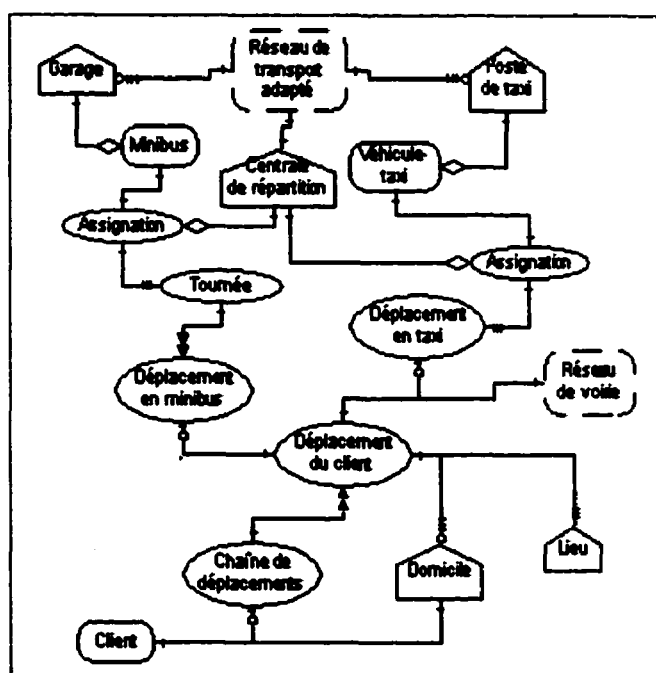 Réseau de
transpot
adapté
Garage
Poste
de taxi
Minibus
Centrale
de répartition
Véhicule-
taxi
Assignation
Assignation
Tournée
Déplacement
en taxi
Déplacement
en minibus
Réseau
de voirie
Déplacement
du client
Chaîne de
déplacements
Domicile
Lieu
Client